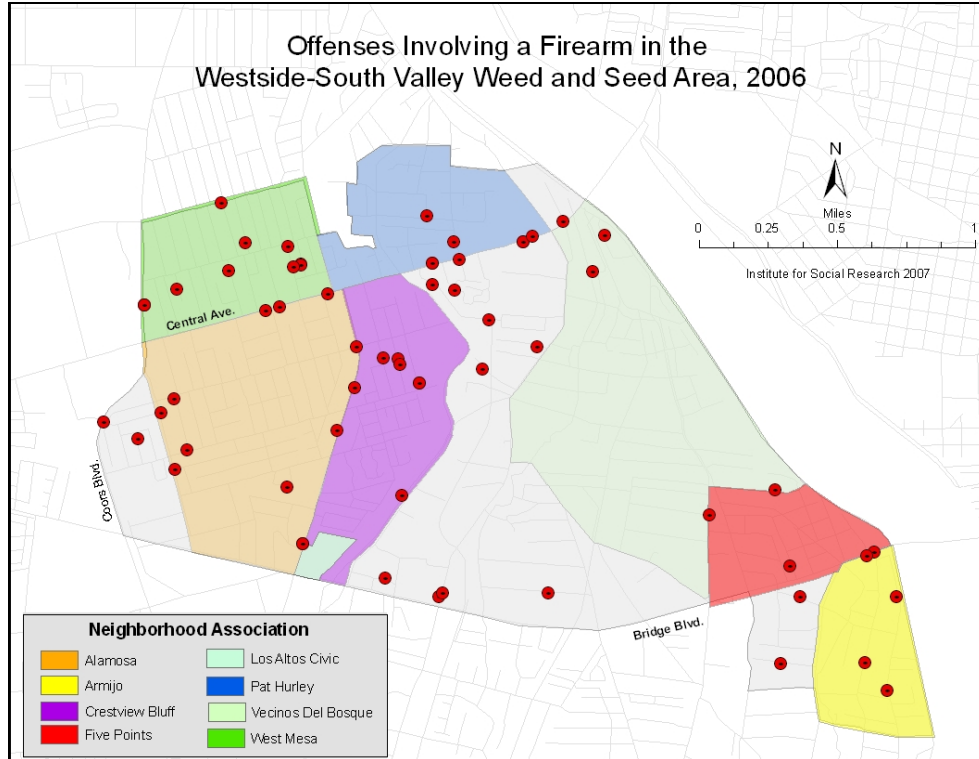 Offenses Involving a Firearm in the
Westside-South Valley Weed and Seed Area, 2006
N
Miles
0 0.25 0.5 1
Institute for Social Research 2007
Central Ave.
Coors Blvd.
Bridge Blvd.
Neighborhood Association
Alamosa
Armijo
Crestview Bluff
Five Points
Los Altos Civic
Pat Hurley
Vecinos Del Bosque
West Mesa